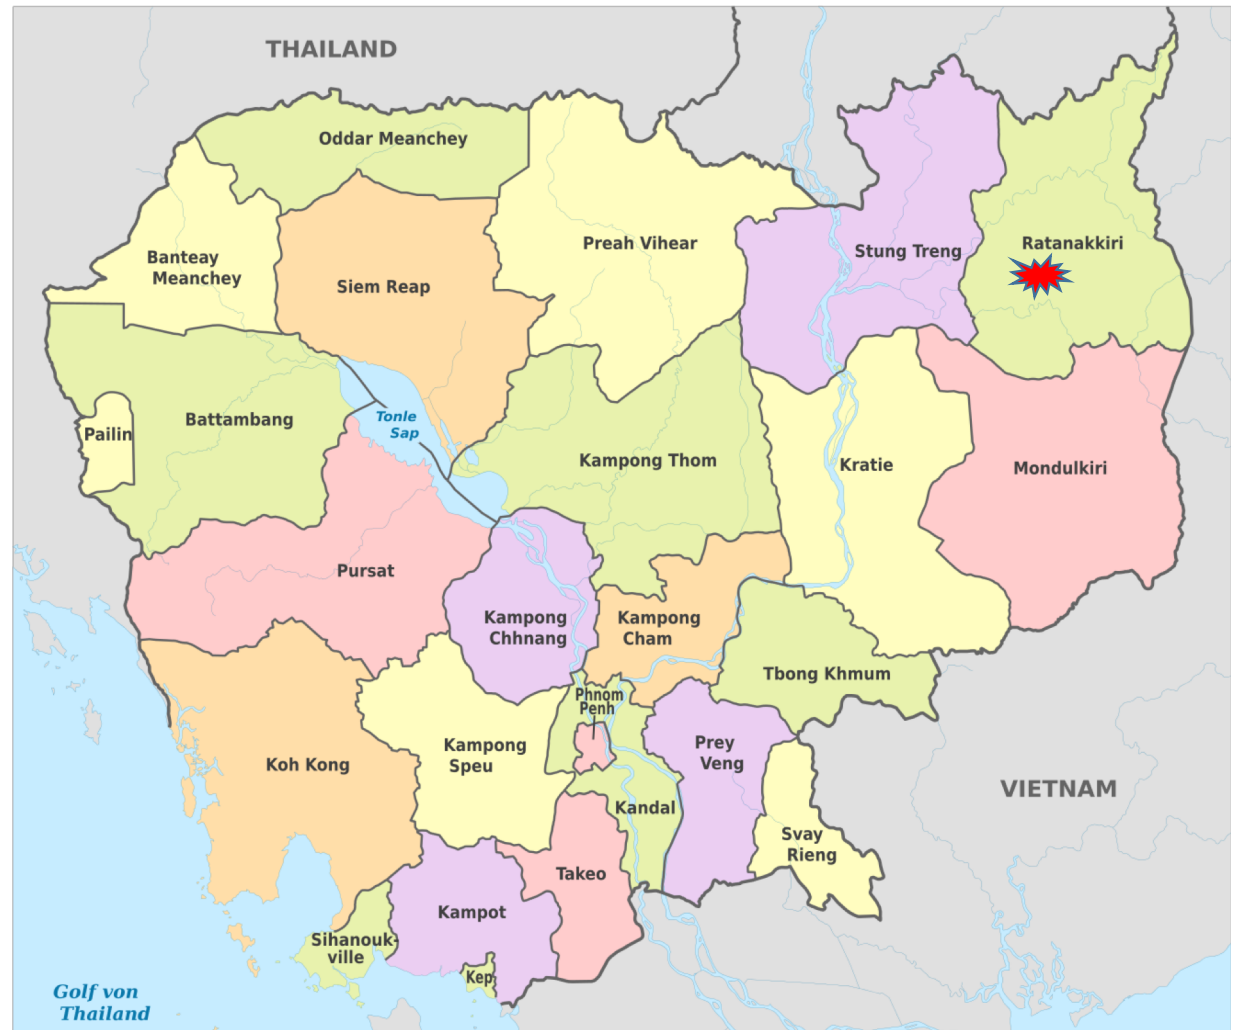 THAILAND
Oddar Meanchey
Banteay
Meanchey
Siem Reap
Preah Vihear
Stung Treng
Ratanakkiri
Battambang
Pailin
Tonle
Sap
Kampong Thom
Kratie
Mondulkiri
Pursat
Kampong
Chhnang
Kampong
Cham
Tbong Khmum
Phnom
Penh
Koh Kong
Kampong
Speu
Prey
Veng
Kandal
VIETNAM
Svay
Rieng
Takeo
Kampot
Sihanouk-
ville
Kep
Golf von
Thailand